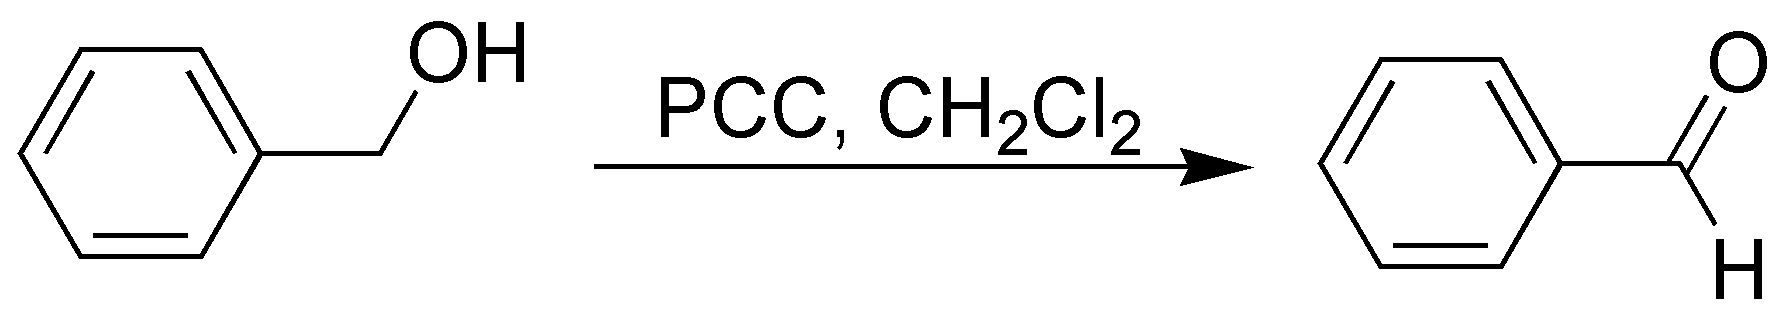 OH
PCC, CH₂Cl₂
O
H